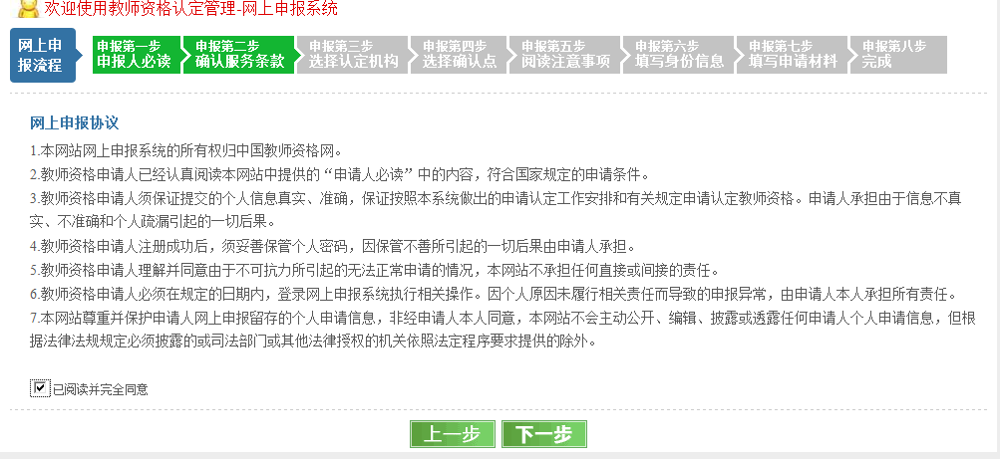 欢迎使用教师资格认定管理-网上申报系统
网上申
报流程
申报第一步
申报人必读
申报第二步
确认服务条款
申报第三步
选择认定机构
申报第四步
选择确认点
申报第五步
阅读注意事项
申报第六步
填写身份信息
申报第七步
填写申请材料
申报第八步
完成
网上申报协议
1.本网站网上申报系统的所有权归中国教师资格网。
2.教师资格申请人已经认真阅读本网站中提供的“申请人必读”中的内容，符合国家规定的申请条件。
3.教师资格申请人须保证提交的个人信息真实、准确，保证按照本系统做出的申请认定工作安排和有关规定申请认定教师资格。申请人承担由于信息不真
实、不准确和个人疏漏引起的一切后果。
4.教师资格申请人注册成功后，须妥善保管个人密码，因保管不善所引起的一切后果由申请人承担。
5.教师资格申请人理解并同意由于不可抗力所引起的无法正常申请的情况，本网站不承担任何直接或间接的责任。
6.教师资格申请人必须在规定的日期内，登录网上申报系统执行相关操作。因个人原因未履行相关责任而导致的申报异常，由申请人本人承担所有责任。
7.本网站尊重并保护申请人网上申报留存的个人申请信息，非经申请人本人同意，本网站不会主动公开、编辑、披露或透露任何申请人个人申请信息，但根
据法律法规规定必须披露的或司法部门或其他法律授权的机关依照法定程序要求提供的除外。
已阅读并完全同意
上一步 下一步